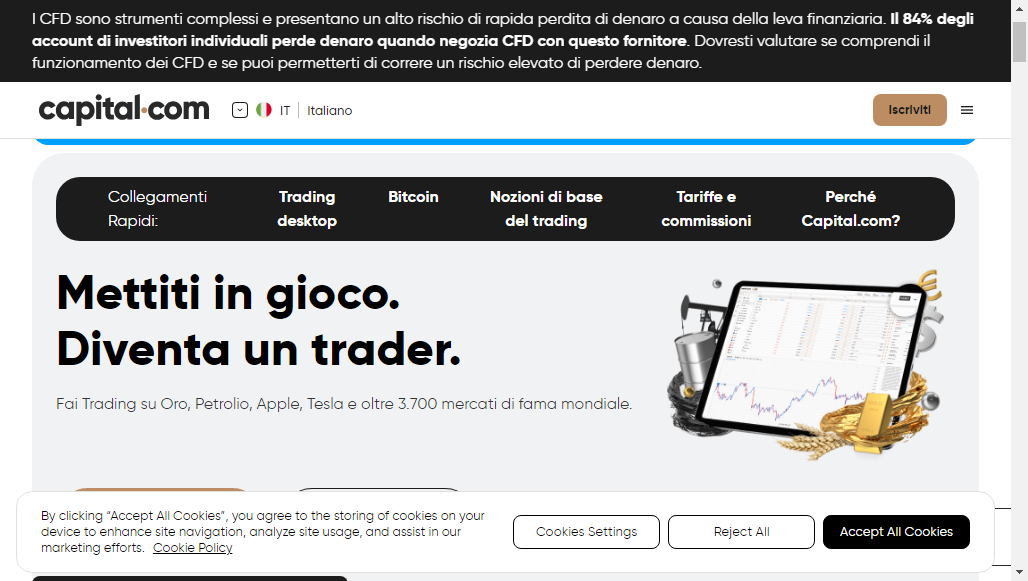 I CFD sono strumenti complessi e presentano un alto rischio di rapida perdita di denaro a causa della leva finanziaria. Il 84% degli
account di investitori individuali perde denaro quando negozia CFD con questo fornitore. Dovresti valutare se comprendi il
funzionamento dei CFD e se puoi permetterti di correre un rischio elevato di perdere denaro.
capital.com
IT
Italiano
Iscriviti
Collegamenti
Rapidi:
Trading
desktop
Bitcoin
Nozioni di base
del trading
Tariffe e
commissioni
Perché
Capital.com?
Mettiti in gioco.
Diventa un trader.
Fai Trading su Oro, Petrolio, Apple, Tesla e oltre 3.700 mercati di fama mondiale.
By clicking “Accept All Cookies”, you agree to the storing of cookies on your
device to enhance site navigation, analyze site usage, and assist in our
marketing efforts. Cookie Policy
Cookies Settings
Reject All
Accept All Cookies